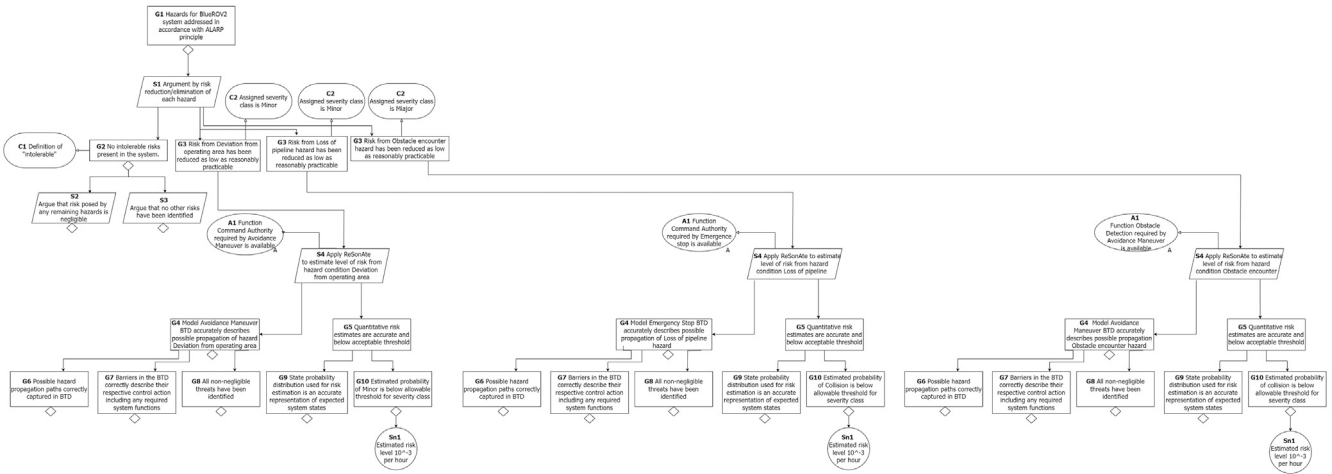 G1 Hazards for BlueROV2
system addressed in
accordance with ALARP
principle
S1 Argument by risk
reduction/elimination of
each hazard
C2 Assigned severity
class is Minor
C2
Assigned severity class
is Minor
C2
Assigned severity class
is Miajor
C1 Definition of
"intolerable"
G2 No intolerable risks
present in the system.
G3 Risk from Deviation from
operating area has been
reduced as low as reasonably
practicable
G3 Risk from Loss of
pipeline hazard has been
reduced as low as
reasonably practicable
G3 Risk from Obstacle encounter
hazard has been reduced as low
as reasonably practicable
S2
Argue that risk posed by
any remaining hazards is
negligible
S3
Argue that no other risks
have been identified
A1 Function
Command Authority
required by Avoidance
Maneuver is available
A
S4 Apply ReSonAte
to estimate level of risk from
hazard condition Deviation
from operating area
A1 Function
Command Authority
required by Emergence
stop is available
A
S4 Apply ReSonAte to estimate
level of risk from hazard
condition Loss of pipeline
A1
Function Obstacle
Detection required by
Avoidance Maneuver
is available
A
S4 Apply ReSonAte to estimate
level of risk from hazard
condition Obstacle encounter
G4 Model Avoidance Maneuver
BTD accurately describes
possible propagation of hazard
Deviation from operating area
G5 Quantitative risk
estimates are accurate and
below acceptable threshold
G4 Model Emergency Stop BTD
accurately describes possible
propagation of Loss of pipeline
hazard
G5 Quantitative risk
estimates are accurate and
below acceptable threshold
G4 Model Avoidance
Maneuver BTD accurately
describes possible propagation
Obstacle encounter hazard
G5 Quantitative risk
estimates are accurate and
below acceptable threshold
G6 Possible hazard
propagation paths correctly
captured in BTD
G7 Barriers in the BTD
correctly describe their
respective control action
including any required
system functions
G8 All non-negligible
threats have been
identified
G9 State probability
distribution used for risk
estimation is an accurate
representation of expected
system states
G10 Estimated probability
of Minor is below allowable
threshold for severity class
G6 Possible hazard
propagation paths correctly
captured in BTD
G7 Barriers in the BTD
correctly describe their
respective control action
including any required
system functions
G8 All non-negligible
threats have been
identified
G9 State probability
distribution used for risk
estimation is an accurate
representation of expected
system states
G10 Estimated probability
of Collision is below
allowable threshold for
severity class
G6 Possible hazard
propagation paths correctly
captured in BTD
G7 Barriers in the BTD
correctly describe their
respective control action
including any required
system functions
G8 All non-negligible
threats have been
identified
G9 State probability
distribution used for risk
estimation is an accurate
representation of expected
system states
G10 Estimated probability
of collision is below
allowable threshold for
severity class
Sn1
Estimated risk
level 10^-3
per hour
Sn1
Estimated risk
level 10^-3
per hour
Sn1
Estimated risk
level 10^-3
per hour